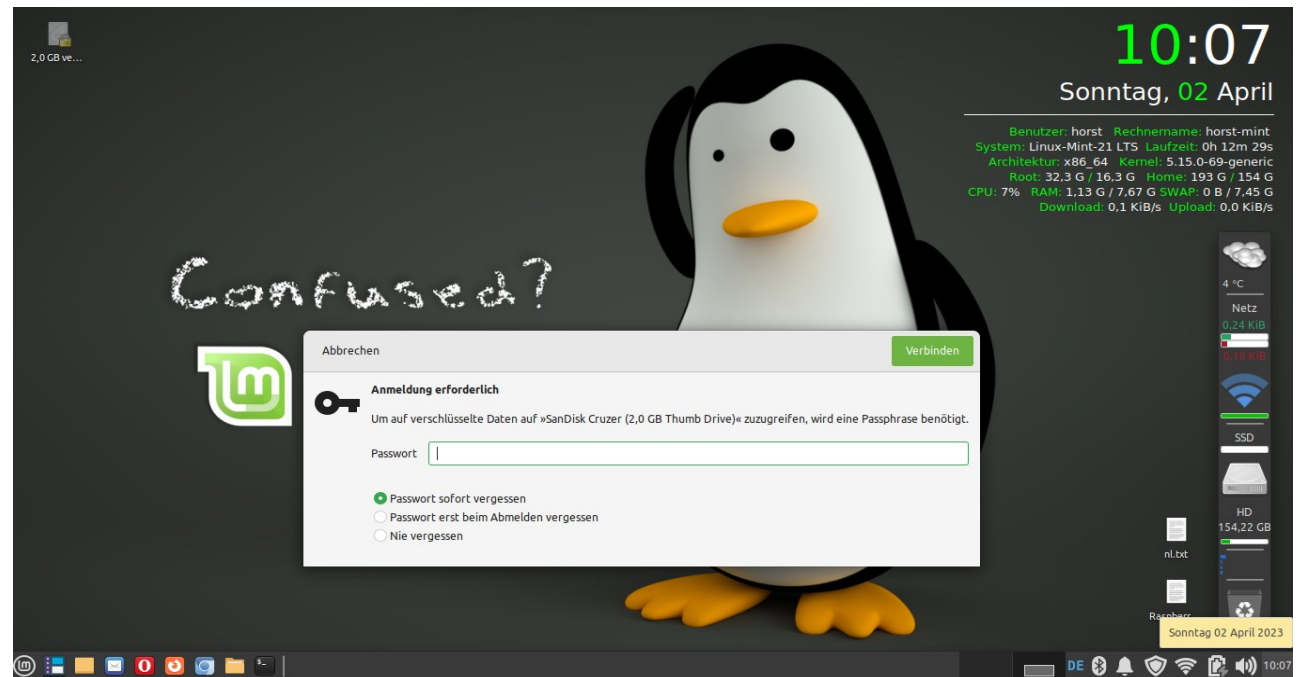 2,0 GB ve...
10:07
Sonntag, 02 April
Benutzer: horst Rechnername: horst-mint
System: Linux-Mint-21 LTS Laufzeit: 0h 12m 29s
Architektur: x86_64 Kernel: 5.15.0-69-generic
Root: 32,3 G / 16,3 G Home: 193 G / 154 G
CPU: 7% RAM: 1,13 G / 7,67 G SWAP: 0 B / 7,45 G
Download: 0,1 KiB/s Upload: 0,0 KiB/s
4 °C
Netz
0,24 KiB
0,18 KiB
SSD
HD
154,22 GB
Confused?
Abbrechen
Verbinden
Anmeldung erforderlich
Um auf verschlüsselte Daten auf »SanDisk Cruzer (2,0 GB Thumb Drive)« zuzugreifen, wird eine Passphrase benötigt.
Passwort
Passwort sofort vergessen
Passwort erst beim Abmelden vergessen
Nie vergessen
nl.txt
Sonntag 02 April 2023
DE
10:07